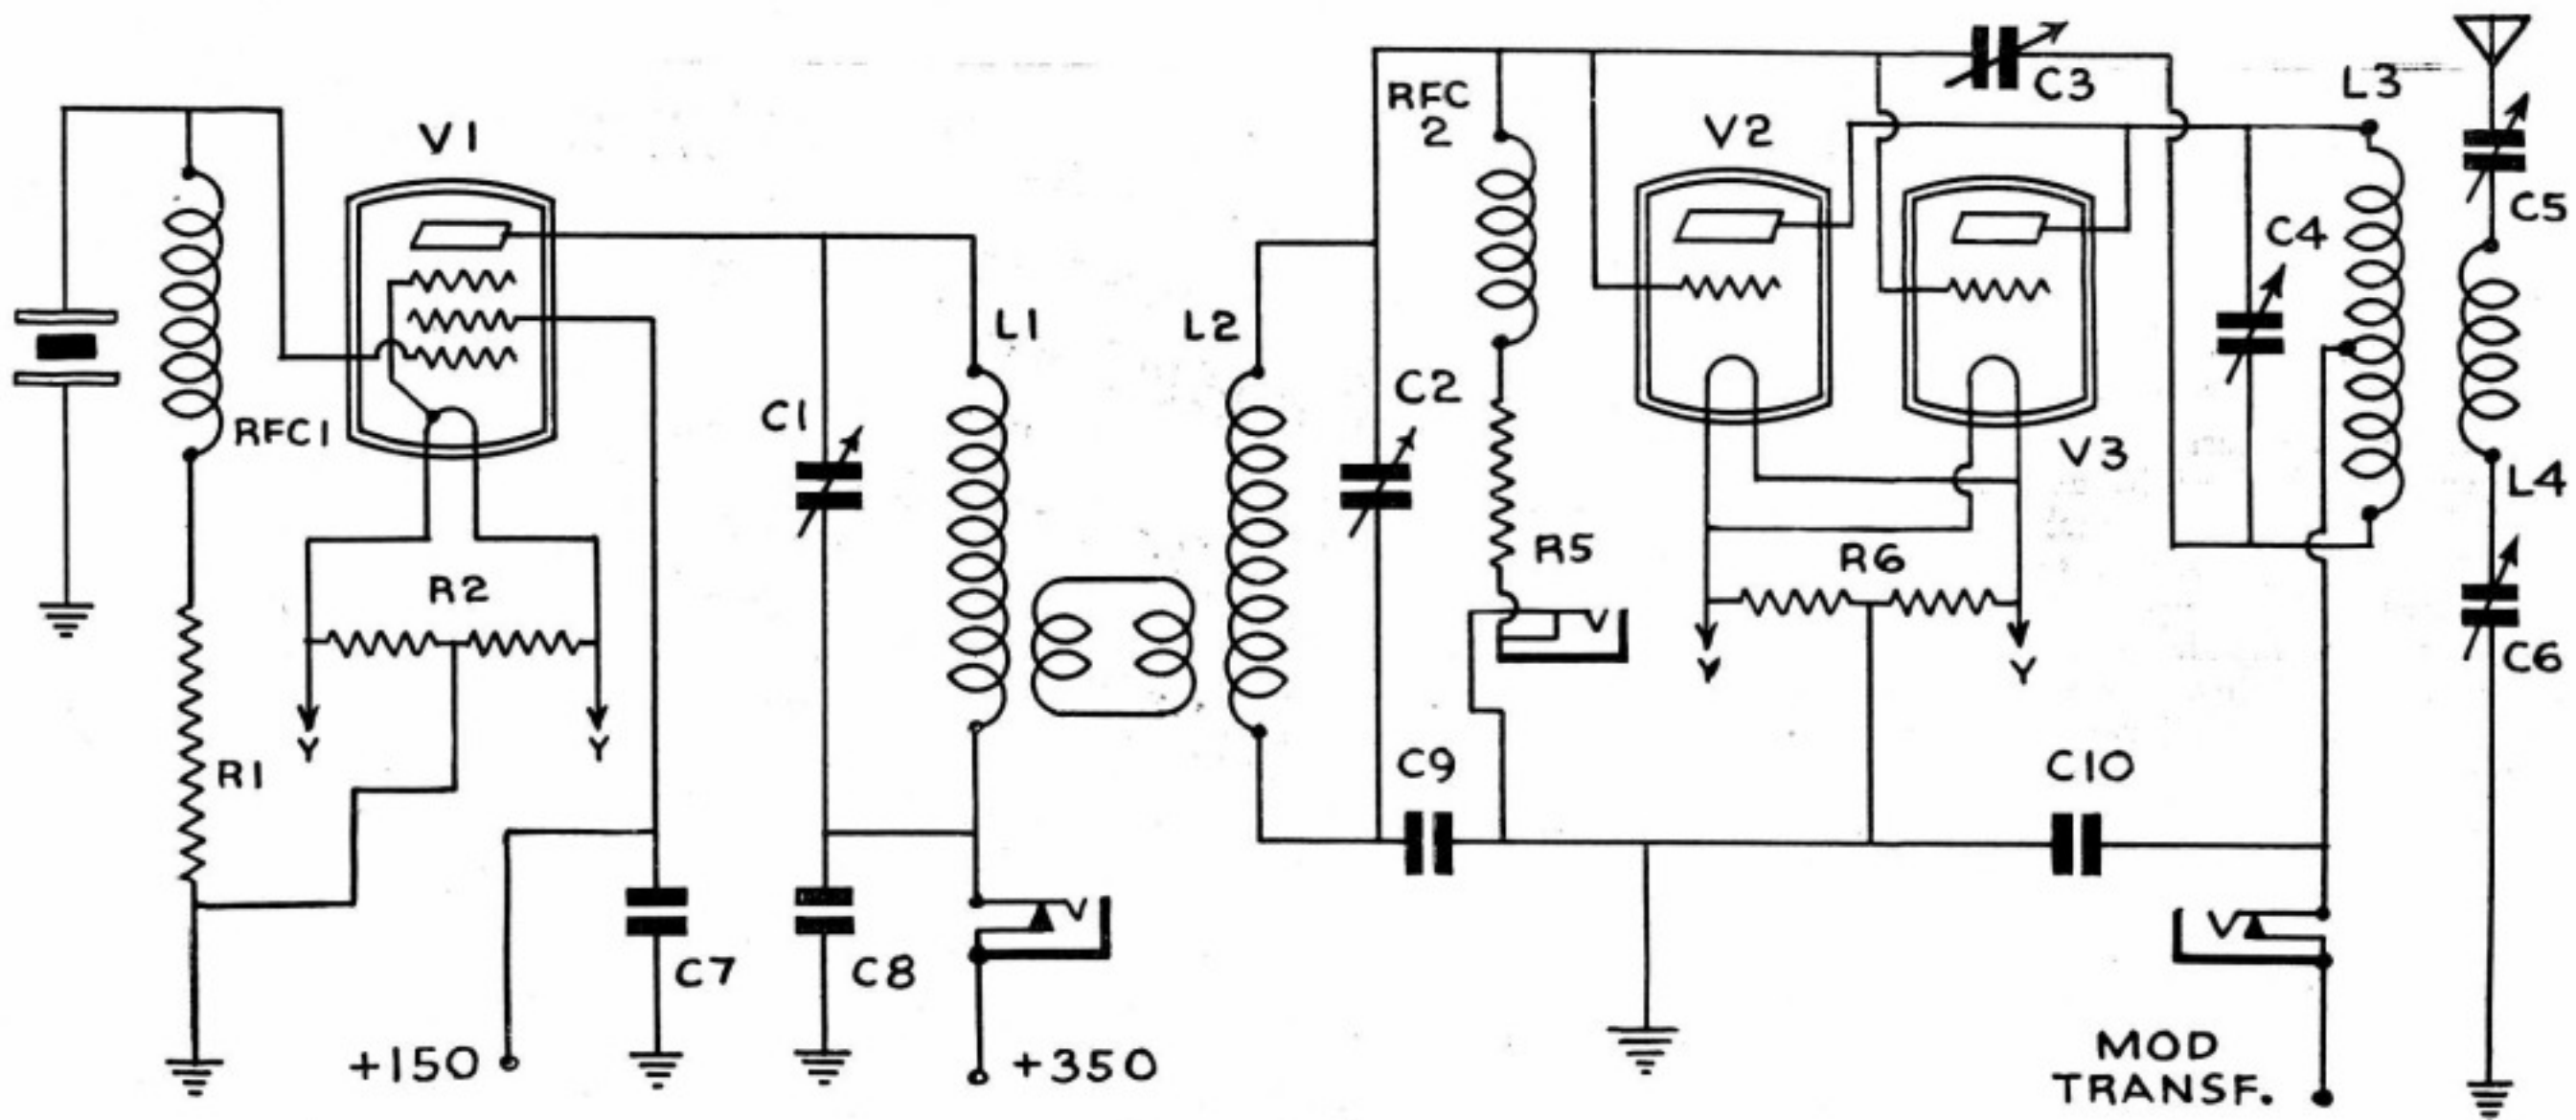 V1
RFC1
R2
Y
Y
R1
+150
C7
C1
C8
L1
+350
L2
RFC
2
C2
R5
C9
V2
V3
R6
Y
Y
C3
C10
C4
L3
C5
L4
C6
MOD
TRANSF.